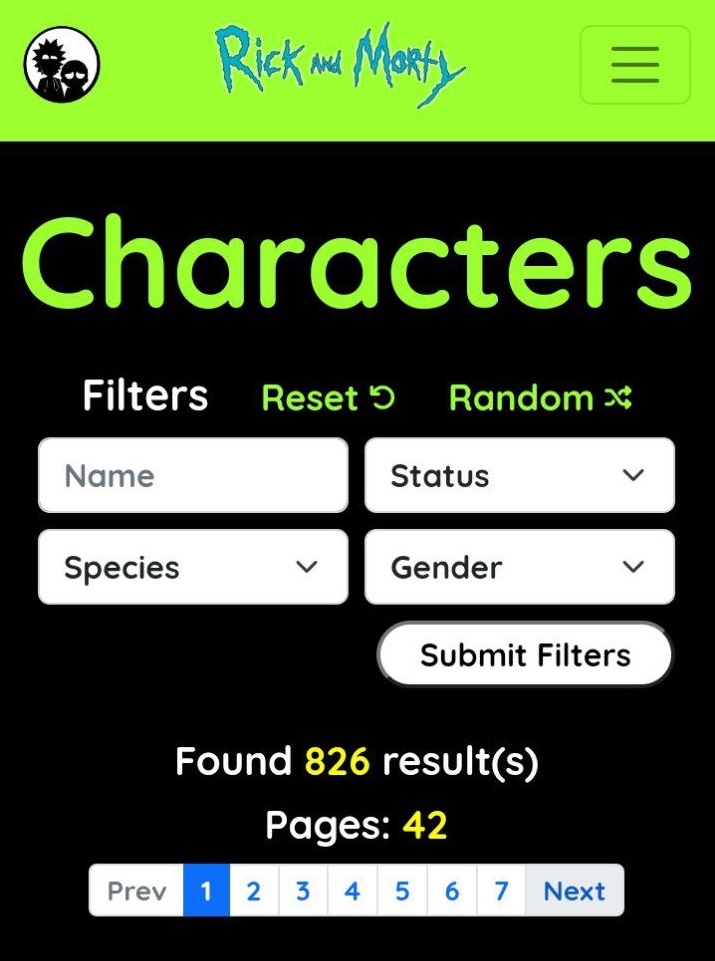 Rick and Morty
Characters
Filters Reset Random
Name Status
Species Gender
Submit Filters
Found 826 result(s)
Pages: 42
Prev 1 2 3 4 5 6 7 Next